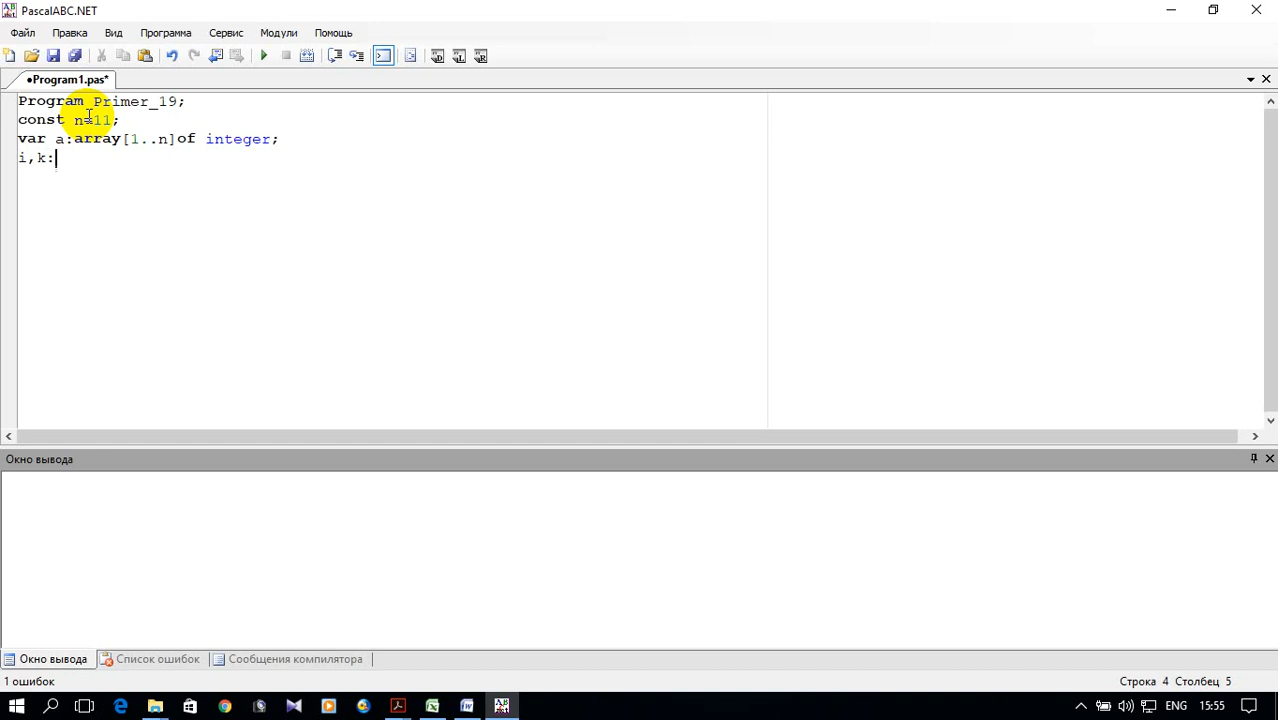 PascalABC.NET
Файл Правка Вид Программа Сервис Модули Помощь
●Program1.pas*
Program Primer_19;
const n=11;
var a:array[1..n]of integer;
i,k:
Окно вывода
Окно вывода Список ошибок Сообщения компилятора
1 ошибок Строка 4 Столбец 5
ENG 15:55